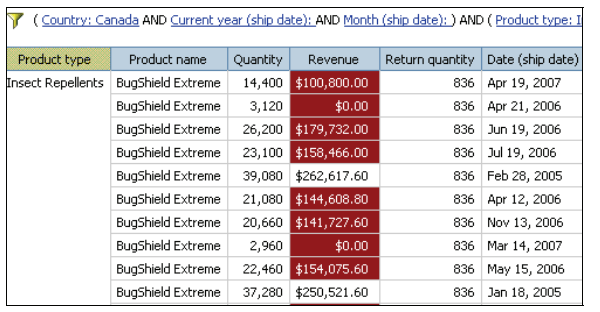 ( Country: Canada AND Current year (ship date): AND Month (ship date): ) AND ( Product type:
Product type Product name Quantity Revenue Return quantity Date (ship date)
Insect Repellents BugShield Extreme 14,400 $100,800.00 836 Apr 19, 2007
BugShield Extreme 3,120 $0.00 836 Apr 21, 2006
BugShield Extreme 26,200 $179,732.00 836 Jun 19, 2006
BugShield Extreme 23,100 $158,466.00 836 Jul 19, 2006
BugShield Extreme 39,080 $262,617.60 836 Feb 28, 2005
BugShield Extreme 21,080 $144,608.80 836 Apr 12, 2006
BugShield Extreme 20,660 $141,727.60 836 Nov 13, 2006
BugShield Extreme 2,960 $0.00 836 Mar 14, 2007
BugShield Extreme 22,460 $154,075.60 836 May 15, 2006
BugShield Extreme 37,280 $250,521.60 836 Jan 18, 2005